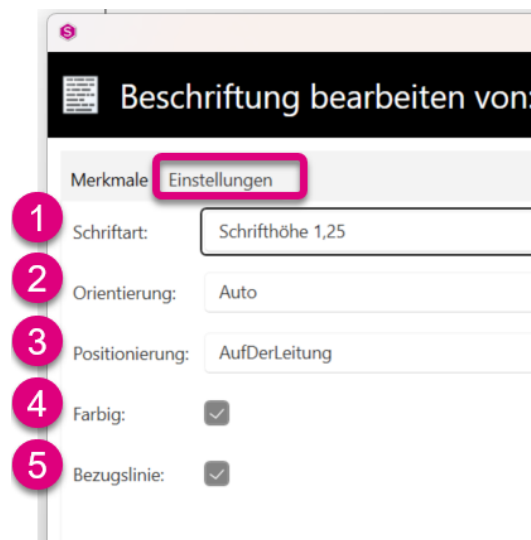 S
Beschriftung bearbeiten von:
Merkmale Einstellungen
1 Schriftart: Schrifthöhe 1,25
2 Orientierung: Auto
3 Positionierung: AufDerLeitung
4 Farbig:
5 Bezugslinie: